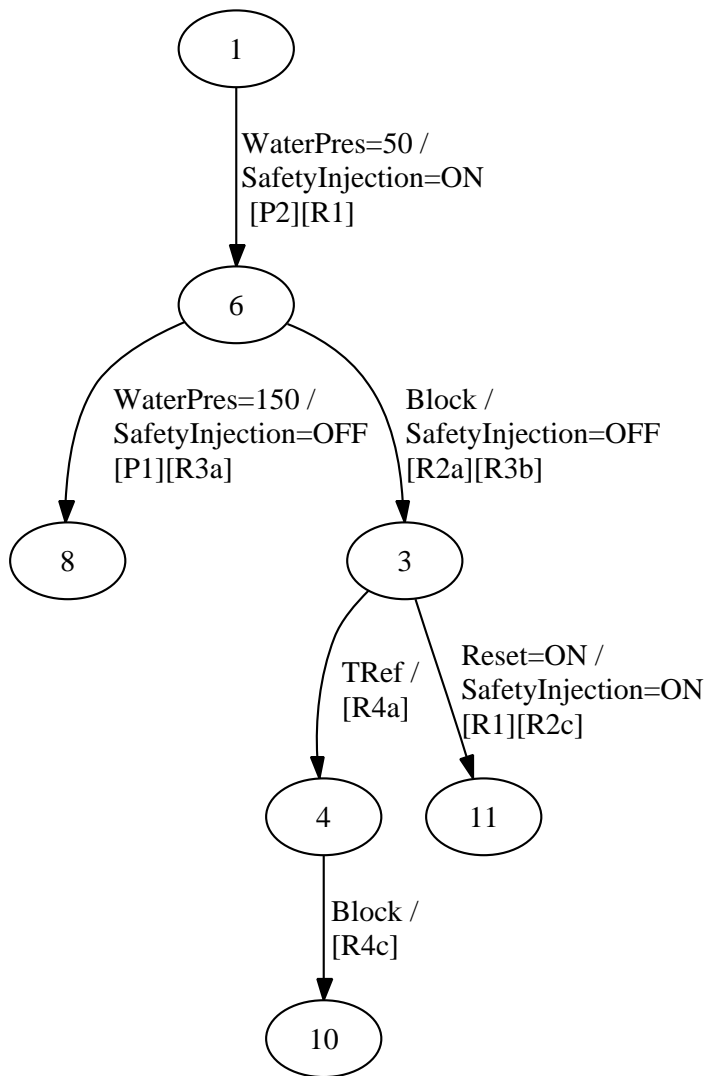 1
WaterPres=50 /
SafetyInjection=ON
[P2][R1]
6
WaterPres=150 /
SafetyInjection=OFF
[P1][R3a]
Block /
SafetyInjection=OFF
[R2a][R3b]
8
3
TRef /
[R4a]
Reset=ON /
SafetyInjection=ON
[R1][R2c]
4
11
Block /
[R4c]
10